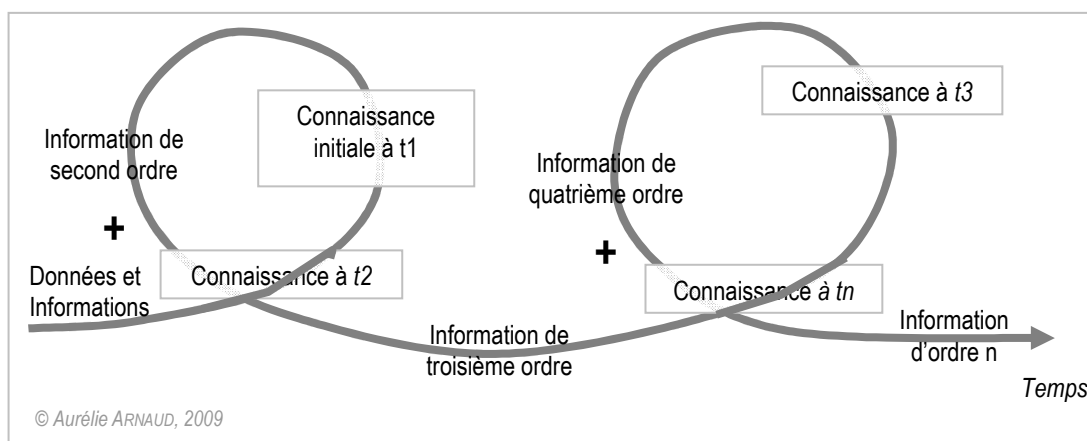 Connaissance
initiale à t1
Connaissance à t3
Information de
second ordre
Information de
quatrième ordre
+
+
Données et
Informations
Connaissance à t2
Connaissance à tn
Information de
troisième ordre
Information
d'ordre n
Temps
© Aurélie ARNAUD, 2009